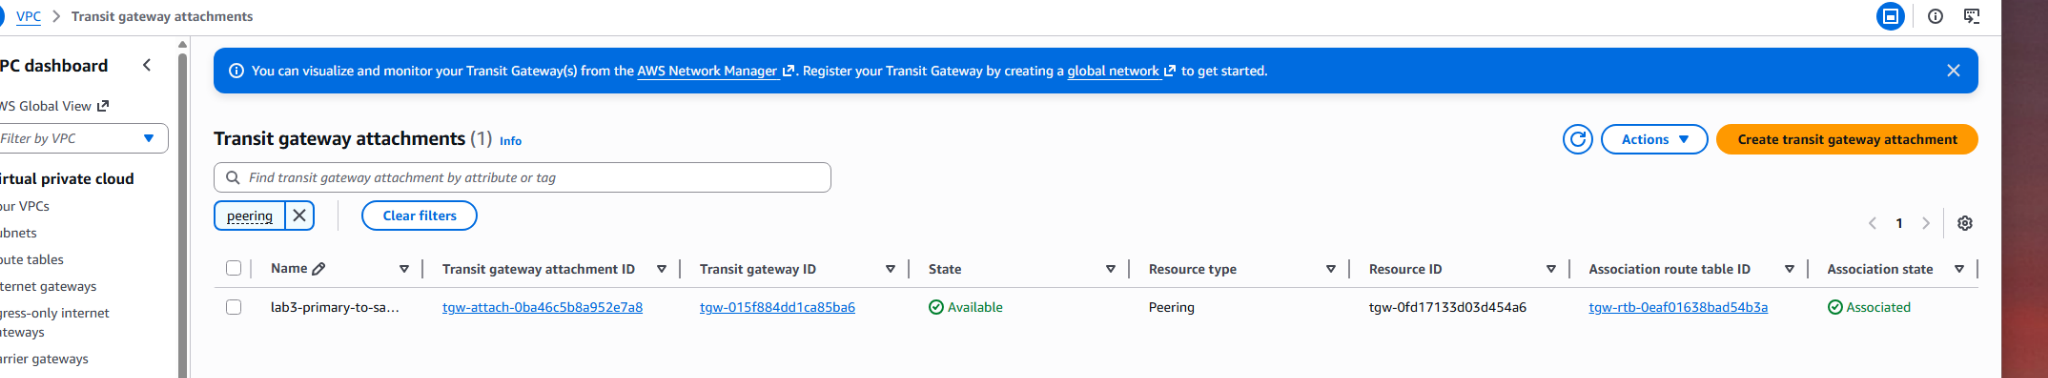 VPC > Transit gateway attachments
PC dashboard
WS Global View
Filter by VPC
irtual private cloud
our VPCs
ubnets
oute tables
ternet gateways
gress-only internet
ateways
arrier gateways
You can visualize and monitor your Transit Gateway(s) from the AWS Network Manager. Register your Transit Gateway by creating a global network to get started.
Transit gateway attachments (1) Info
Actions
Create transit gateway attachment
Find transit gateway attachment by attribute or tag
peering
Clear filters
1
Name Transit gateway attachment ID Transit gateway ID State Resource type Resource ID Association route table ID Association state
lab3-primary-to-sa... tgw-attach-0ba46c5b8a952e7a8 tgw-015f884dd1ca85ba6 Available Peering tgw-0fd17133d03d454a6 tgw-rtb-0eaf01638bad54b3a Associated